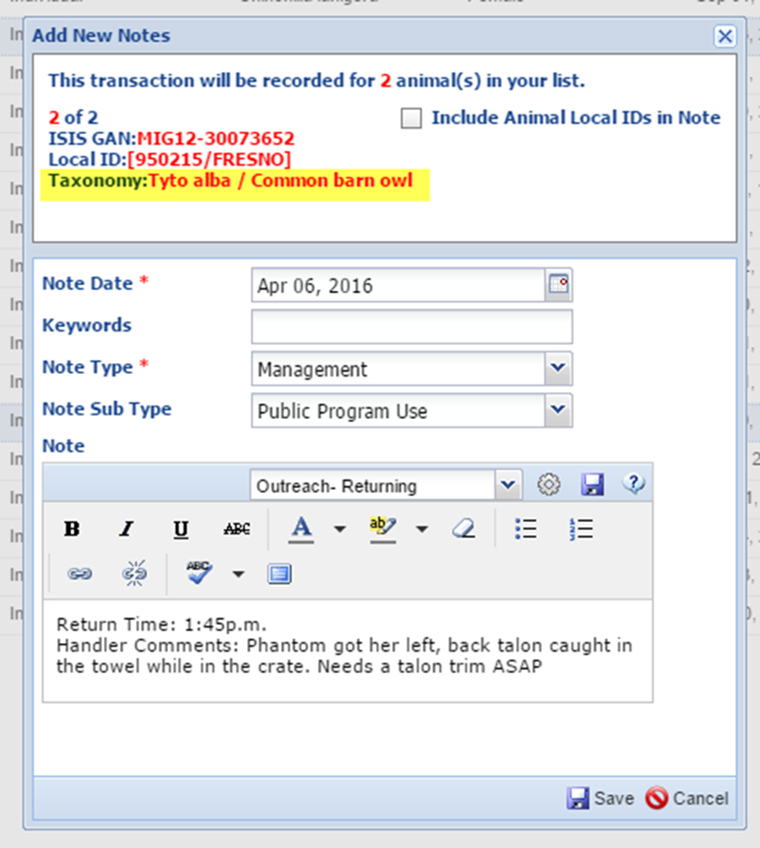 Female
Add New Notes
This transaction will be recorded for 2 animal(s) in your list.
2 of 2
Include Animal Local IDs in Note
ISIS GAN:MIG12-30073652
Local ID:[950215/FRESNO]
Taxonomy:Tyto alba / Common barn owl
Note Date *
Apr 06, 2016
Keywords
Note Type *
Management
Note Sub Type
Public Program Use
Note
Outreach- Returning
B I U ABC A ab
ABC
Return Time: 1:45p.m.
Handler Comments: Phantom got her left, back talon caught in
the towel while in the crate. Needs a talon trim ASAP
Save Cancel